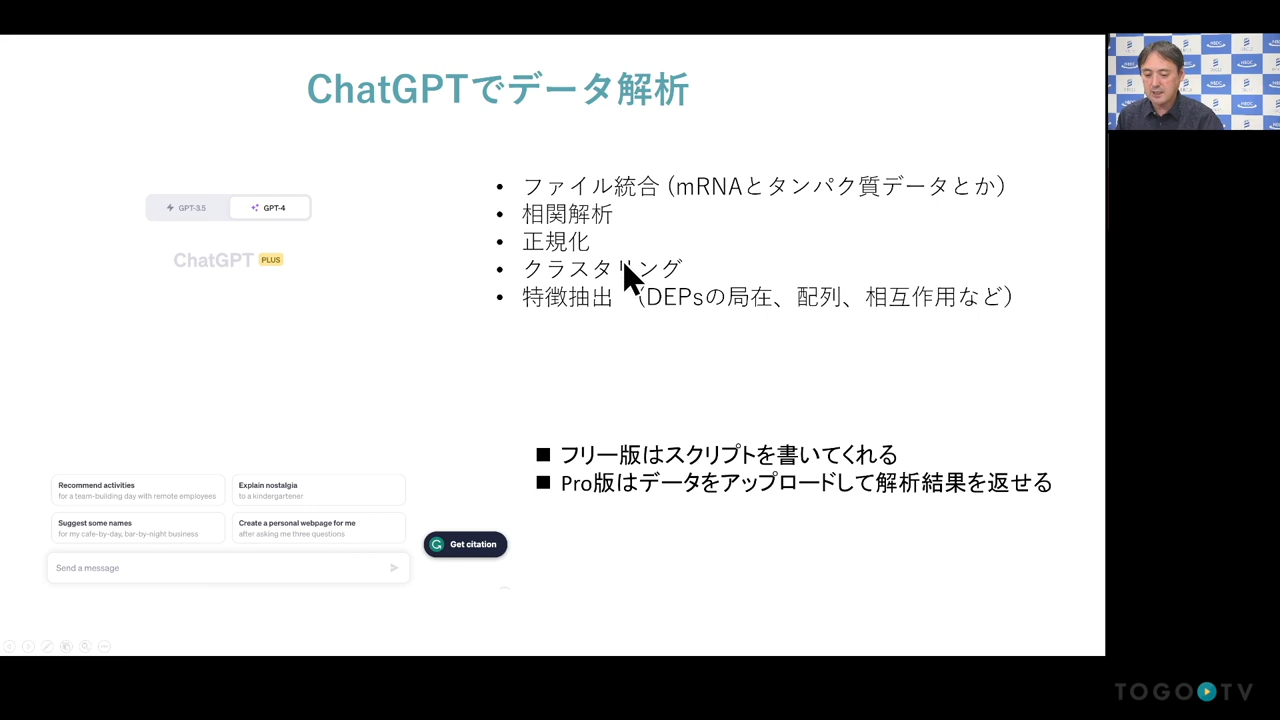 ChatGPTでデータ解析
GPT-3.5
GPT-4
ChatGPT PLUS
• ファイル統合 (mRNAとタンパク質データとか)
• 相関解析
• 正規化
• クラスタリング
• 特徴抽出 (DEPsの局在、配列、相互作用など)
■ フリー版はスクリプトを書いてくれる
■ Pro版はデータをアップロードして解析結果を返せる
Recommend activities
for a team-building day with remote employees
Explain nostalgia
to a kindergartener
Suggest some names
for my cafe-by-day, bar-by-night business
Create a personal webpage for me
after asking me three questions
Get citation
Send a message
TOGO TV